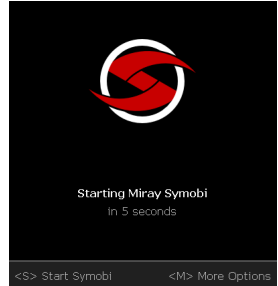 Starting Miray Symobi
in 5 seconds
<S> Start Symobi
<M> More Options